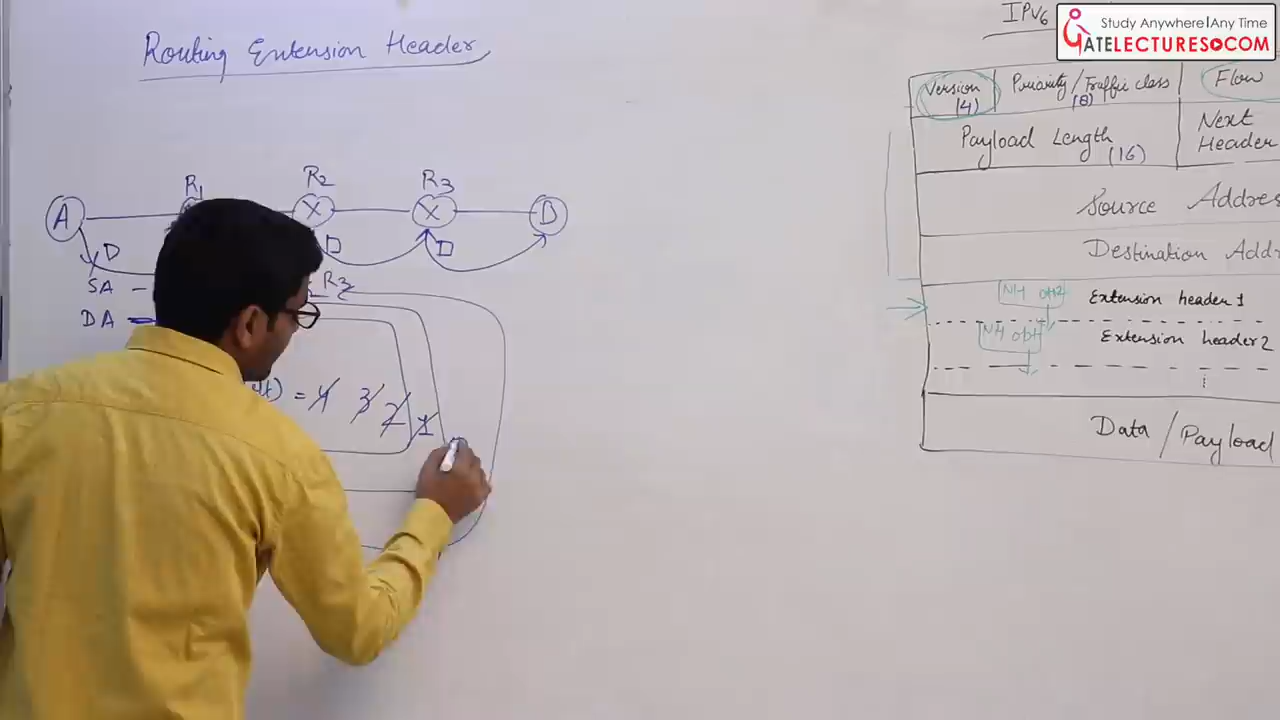 Routing Extension Header
R1
R2
R3
A
X
X
B
D
D
D
SA -
R3
DA -
= 4 3 2 1
IPV6
Study Anywhere|Any Time
GATELECTURES.COM
Version (4)
Priority/Traffic class (8)
Flow
Payload Length (16)
Next Header
Source Addres
Destination Add
NH
Extension header 1
NH
Extension header 2
Data / Payload